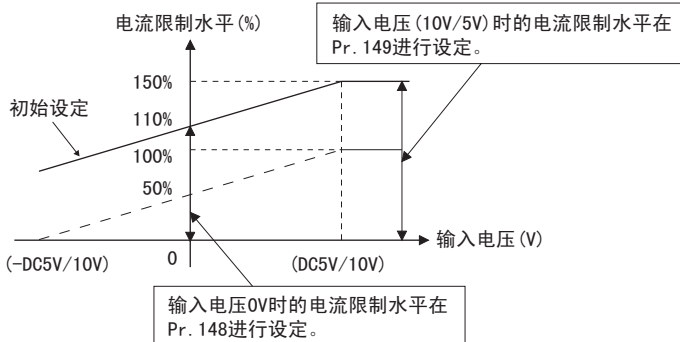 电流限制水平(%)
输入电压(10V/5V)时的电流限制水平在
Pr.149进行设定。
150%
初始设定
110%
100%
50%
输入电压(V)
(−DC5V/10V)
0
(DC5V/10V)
输入电压0V时的电流限制水平在
Pr.148进行设定。